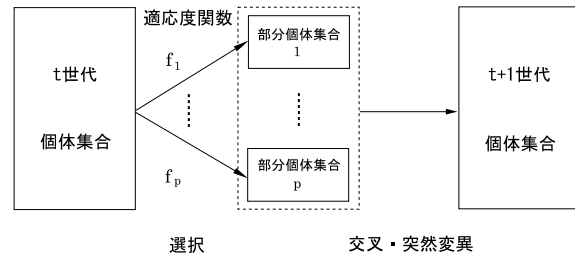 適応度関数
t世代
個体集合
f1
部分個体集合
1
fp
部分個体集合
p
t+1世代
個体集合
選択
交叉・突然変異